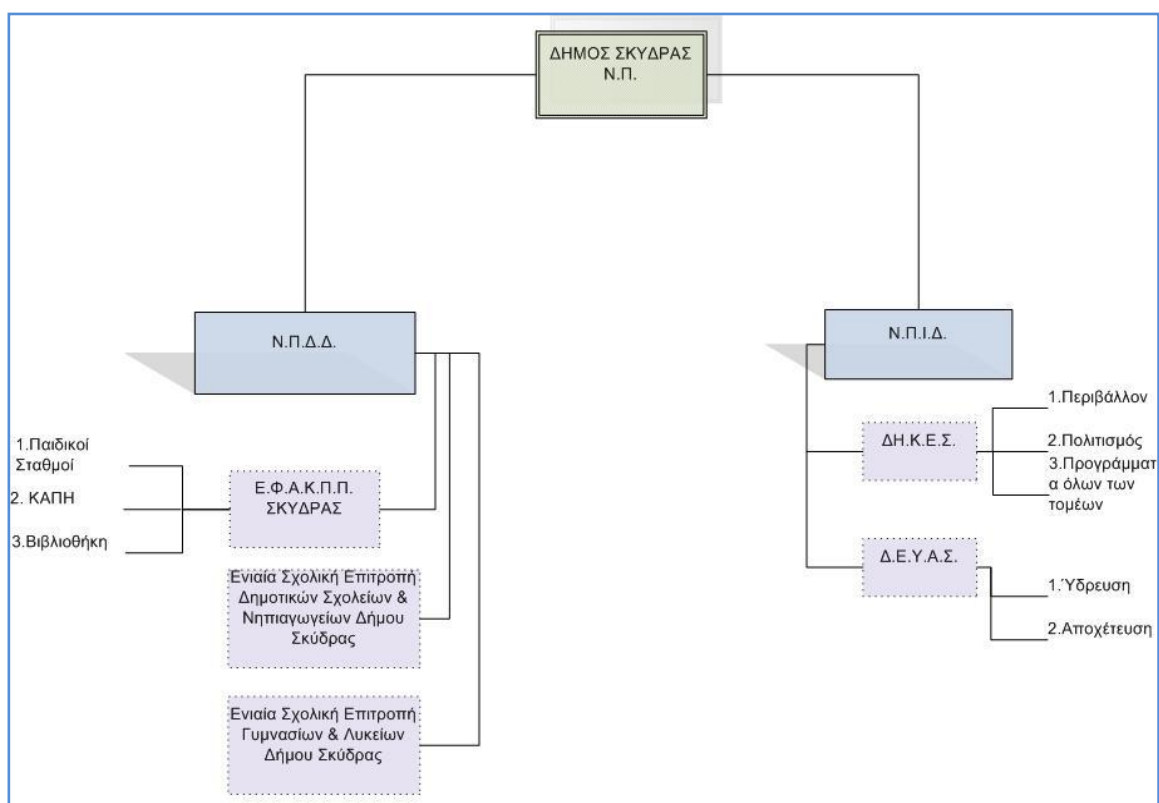 ΔΗΜΟΣ ΣΚΥΔΡΑΣ
Ν.Π.
Ν.Π.Δ.Δ.
Ν.Π.Ι.Δ.
1.Παιδικοί
Σταθμοί
2. ΚΑΠΗ
3.Βιβλιοθήκη
Ε.Φ.Α.Κ.Π.Π.
ΣΚΥΔΡΑΣ
Ενιαία Σχολική Επιτροπή
Δημοτικών Σχολείων &
Νηπιαγωγείων Δήμου
Σκύδρας
Ενιαία Σχολική Επιτροπή
Γυμνασίων & Λυκείων
Δήμου Σκύδρας
ΔΗ.Κ.Ε.Σ.
1.Περιβάλλον
2.Πολιτισμός
3.Προγράμματ
α όλων των
τομέων
Δ.Ε.Υ.Α.Σ.
1.Ύδρευση
2.Αποχέτευση